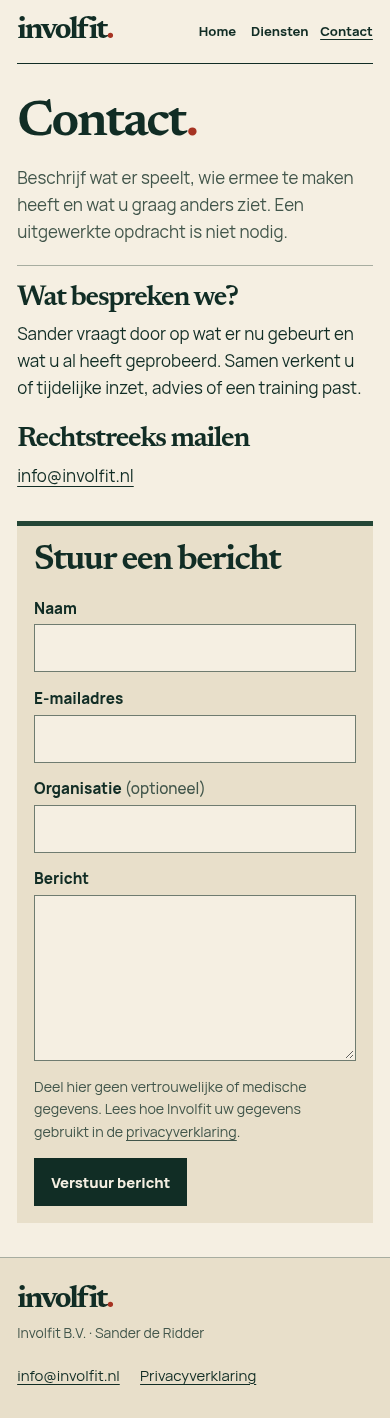 involfit.
Home Diensten Contact
Contact.
Beschrijf wat er speelt, wie ermee te maken
heeft en wat u graag anders ziet. Een
uitgewerkte opdracht is niet nodig.
Wat bespreken we?
Sander vraagt door op wat er nu gebeurt en
wat u al heeft geprobeerd. Samen verkent u
of tijdelijke inzet, advies of een training past.
Rechtstreeks mailen
info@involfit.nl
Stuur een bericht
Naam
E-mailadres
Organisatie (optioneel)
Bericht
Deel hier geen vertrouwelijke of medische
gegevens. Lees hoe Involfit uw gegevens
gebruikt in de privacyverklaring.
Verstuur bericht
involfit.
Involfit B.V. · Sander de Ridder
info@involfit.nl Privacyverklaring